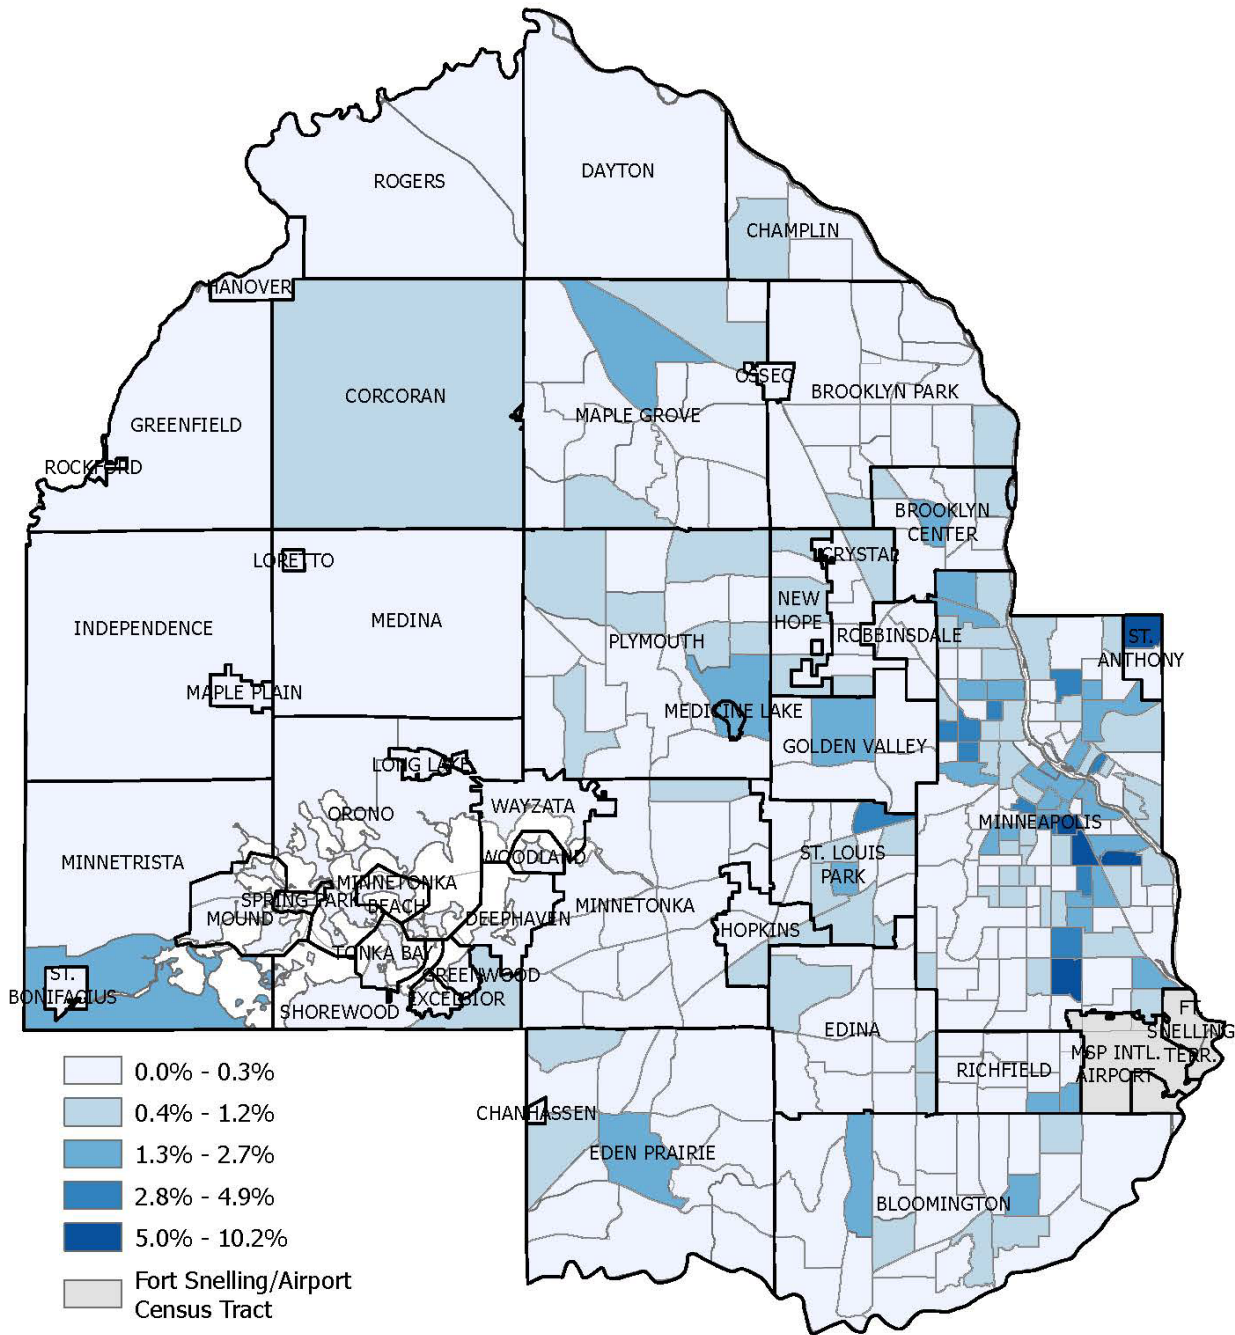 DAYTON
ROGERS
CHAMPLIN
HANOVER
CORCORAN
OSSEO
BROOKLYN PARK
MAPLE GROVE
GREENFIELD
ROCKFORD
BROOKLYN
CENTER
LORETTO
CRYSTAL
NEW
HOPE
MEDINA
INDEPENDENCE
PLYMOUTH
ROBBINSDALE
ST.
ANTHONY
MAPLE PLAIN
MEDICINE LAKE
GOLDEN VALLEY
LONG LAKE
WAYZATA
ORONO
MINNEAPOLIS
MINNETRISTA
WOODLAND
ST. LOUIS
PARK
MINNETONKA
BEACH
SPRING PARK
MOUND
DEEPHAVEN
MINNETONKA
HOPKINS
TONKA BAY
GREENWOOD
ST.
BONIFACIUS
EXCELSIOR
SHOREWOOD
EDINA
FT.
SNELLING
TERR.
MSP INTL.
AIRPORT
RICHFIELD
CHANHASSEN
EDEN PRAIRIE
BLOOMINGTON
0.0% - 0.3%
0.4% - 1.2%
1.3% - 2.7%
2.8% - 4.9%
5.0% - 10.2%
Fort Snelling/Airport
Census Tract